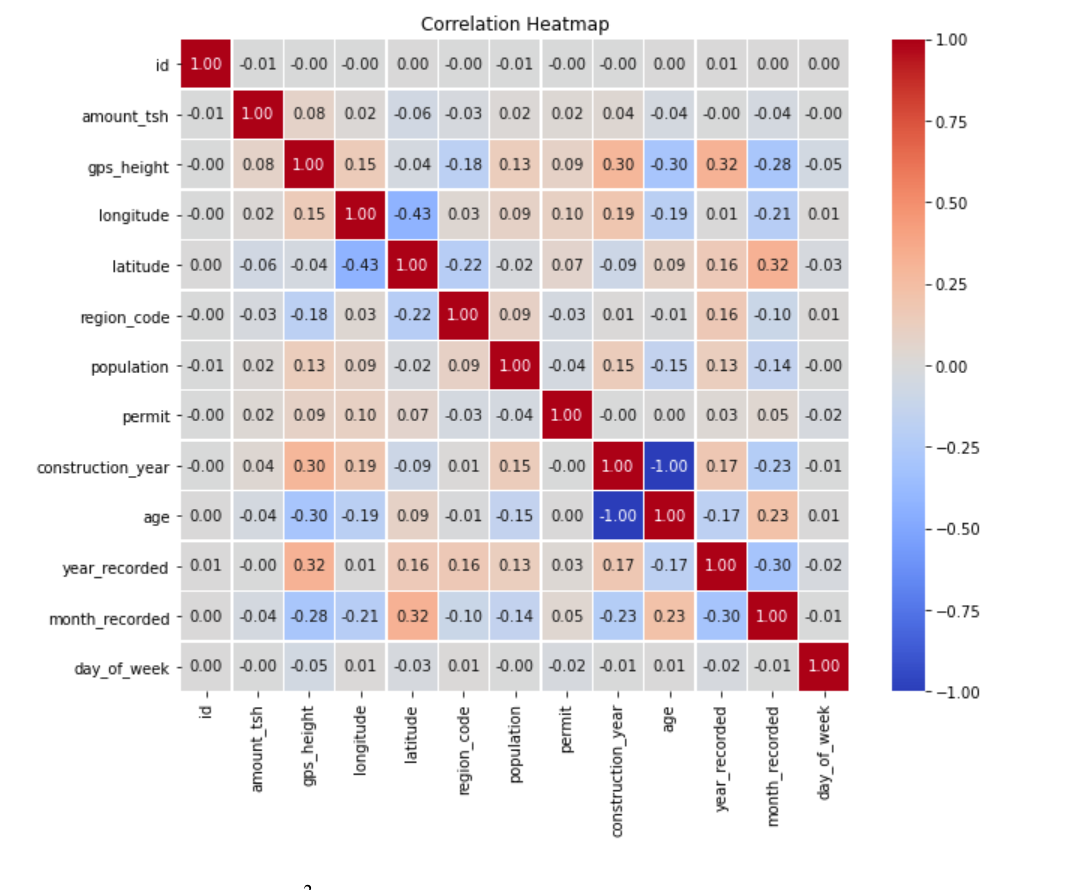 Correlation Heatmap
id 1.00 -0.01 -0.00 -0.00 0.00 -0.00 -0.01 -0.00 -0.00 0.00 0.01 0.00 0.00
amount_tsh -0.01 1.00 0.08 0.02 -0.06 -0.03 0.02 0.02 0.04 -0.04 -0.00 -0.04 -0.00
gps_height -0.00 0.08 1.00 0.15 -0.04 -0.18 0.13 0.09 0.30 -0.30 0.32 -0.28 -0.05
longitude -0.00 0.02 0.15 1.00 -0.43 0.03 0.09 0.10 0.19 -0.19 0.01 -0.21 0.01
latitude 0.00 -0.06 -0.04 -0.43 1.00 -0.22 -0.02 0.07 -0.09 0.09 0.16 0.32 -0.03
region_code -0.00 -0.03 -0.18 0.03 -0.22 1.00 0.09 -0.03 0.01 -0.01 0.16 -0.10 0.01
population -0.01 0.02 0.13 0.09 -0.02 0.09 1.00 -0.04 0.15 -0.15 0.13 -0.14 -0.00
permit -0.00 0.02 0.09 0.10 0.07 -0.03 -0.04 1.00 -0.00 0.00 0.03 0.05 -0.02
construction_year -0.00 0.04 0.30 0.19 -0.09 0.01 0.15 -0.00 1.00 -1.00 0.17 -0.23 -0.01
age 0.00 -0.04 -0.30 -0.19 0.09 -0.01 -0.15 0.00 -1.00 1.00 -0.17 0.23 0.01
year_recorded 0.01 -0.00 0.32 0.01 0.16 0.16 0.13 0.03 0.17 -0.17 1.00 -0.30 -0.02
month_recorded 0.00 -0.04 -0.28 -0.21 0.32 -0.10 -0.14 0.05 -0.23 0.23 -0.30 1.00 -0.01
day_of_week 0.00 -0.00 -0.05 0.01 -0.03 0.01 -0.00 -0.02 -0.01 0.01 -0.02 -0.01 1.00
id amount_tsh gps_height longitude latitude region_code population permit construction_year age year_recorded month_recorded day_of_week
1.00
0.75
0.50
0.25
0.00
−0.25
−0.50
−0.75
−1.00